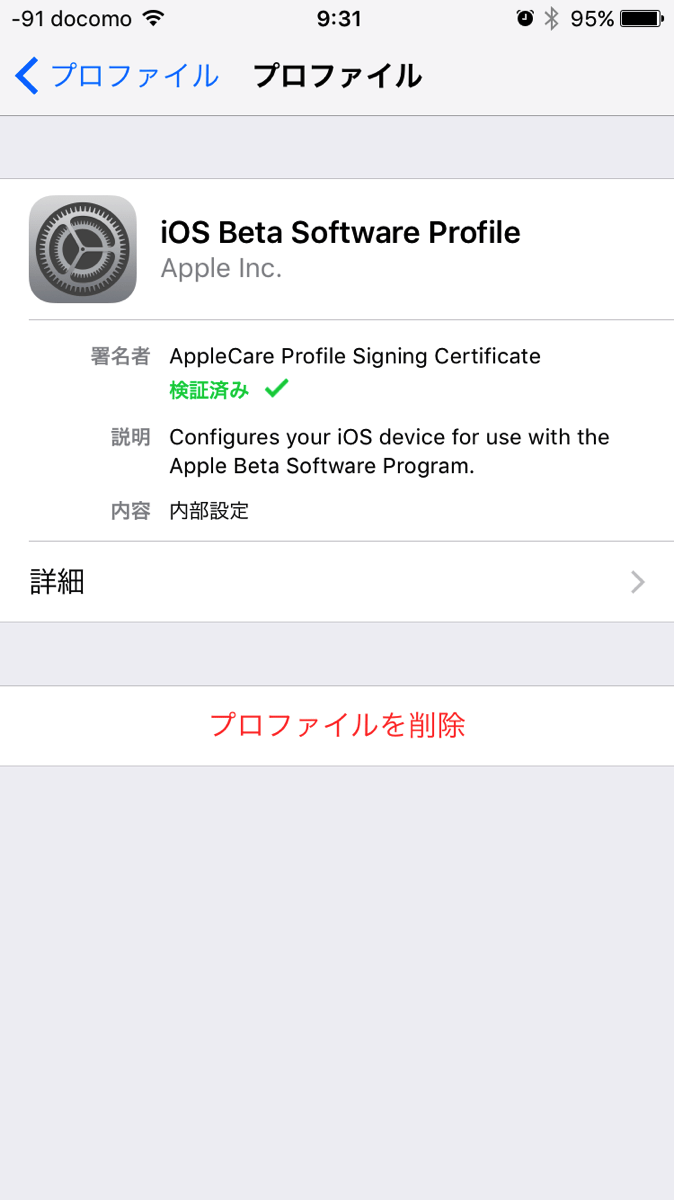 -91 docomo 9:31 95%
プロファイル プロファイル
iOS Beta Software Profile
Apple Inc.
署名者 AppleCare Profile Signing Certificate
検証済み
説明 Configures your iOS device for use with the
Apple Beta Software Program.
内容 内部設定
詳細
プロファイルを削除